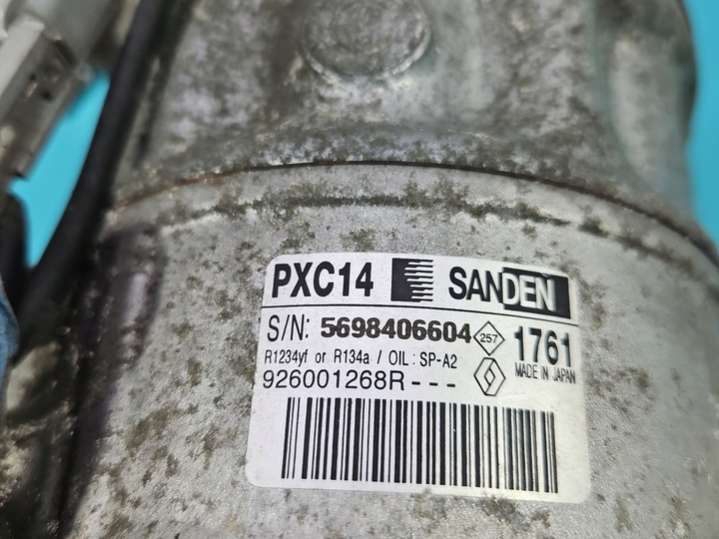 PXC14 SANDEN
S/N: 5698406604 257 1761
R1234yf or R134a / OIL : SP-A2 MADE IN JAPAN
926001268R---